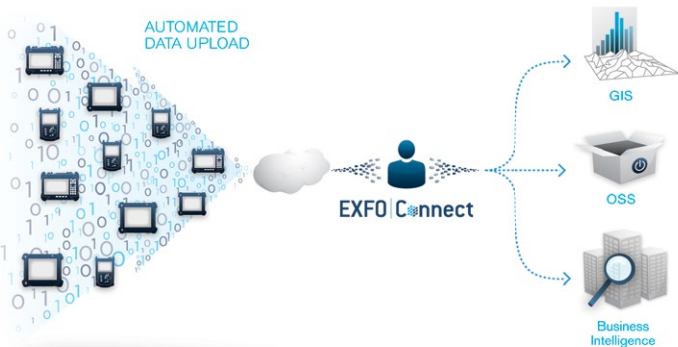 AUTOMATED
DATA UPLOAD
EXFO|Connect
GIS
OSS
Business
Intelligence